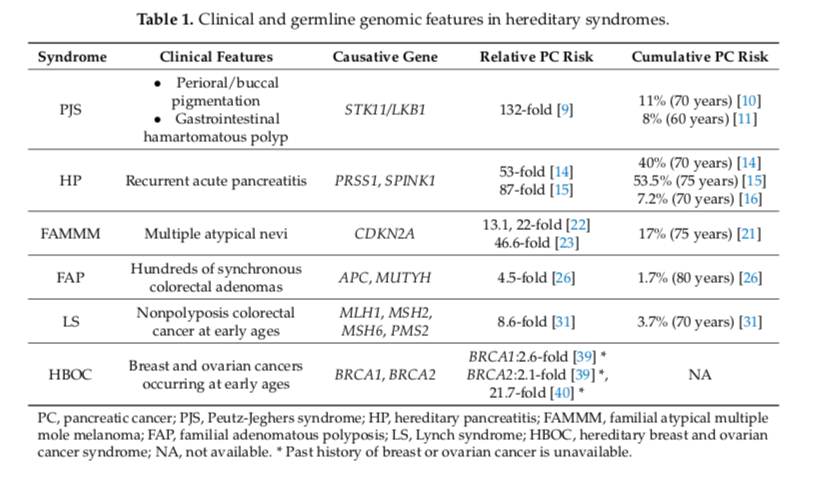 Table 1. Clinical and germline genomic features in hereditary syndromes.
Syndrome Clinical Features Causative Gene Relative PC Risk Cumulative PC Risk
PJS
• Perioral/buccal
pigmentation
• Gastrointestinal
hamartomatous polyp
STK11/LKB1
132-fold [9]
11% (70 years) [10]
8% (60 years) [11]
HP
Recurrent acute pancreatitis
PRSS1, SPINK1
53-fold [14]
87-fold [15]
40% (70 years) [14]
53.5% (75 years) [15]
7.2% (70 years) [16]
FAMMM
Multiple atypical nevi
CDKN2A
13.1, 22-fold [22]
46.6-fold [23]
17% (75 years) [21]
FAP
Hundreds of synchronous
colorectal adenomas
APC, MUTYH
4.5-fold [26]
1.7% (80 years) [26]
LS
Nonpolyposis colorectal
cancer at early ages
MLH1, MSH2,
MSH6, PMS2
8.6-fold [31]
3.7% (70 years) [31]
HBOC
Breast and ovarian cancers
occurring at early ages
BRCA1, BRCA2
BRCA1:2.6-fold [39] *
BRCA2:2.1-fold [39] *,
21.7-fold [40] *
NA
PC, pancreatic cancer; PJS, Peutz-Jeghers syndrome; HP, hereditary pancreatitis; FAMMM, familial atypical multiple
mole melanoma; FAP, familial adenomatous polyposis; LS, Lynch syndrome; HBOC, hereditary breast and ovarian
cancer syndrome; NA, not available. * Past history of breast or ovarian cancer is unavailable.